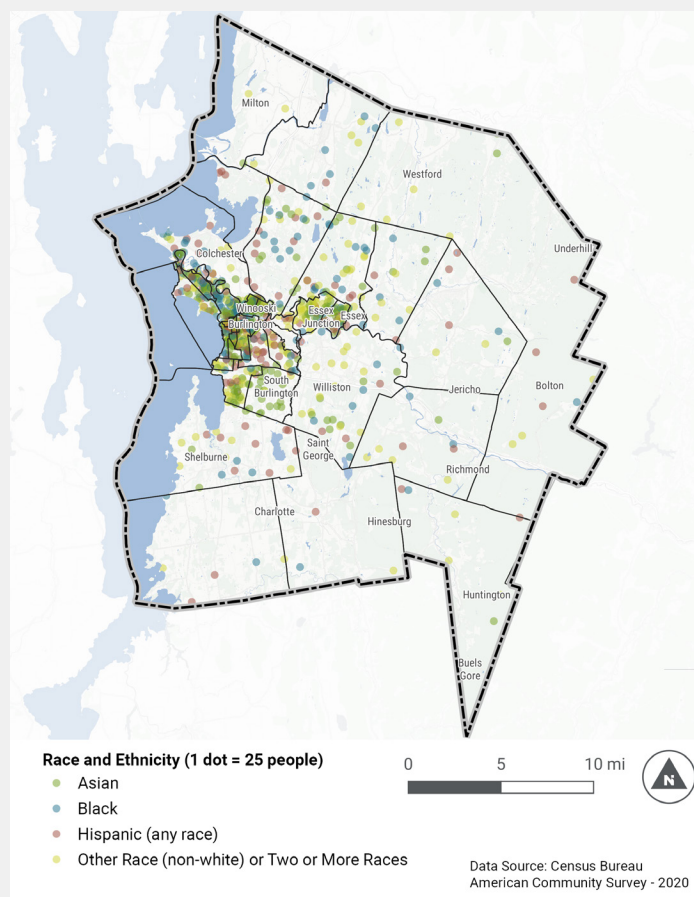 Milton
Westford
Underhill
Colchester
Winooski
Burlington
Essex
Junction
Essex
South
Burlington
Williston
Jericho
Bolton
Shelburne
Saint
George
Richmond
Charlotte
Hinesburg
Huntington
Buels
Gore
Race and Ethnicity (1 dot = 25 people)
Asian
Black
Hispanic (any race)
Other Race (non-white) or Two or More Races
0 5 10 mi
N
Data Source: Census Bureau
American Community Survey - 2020